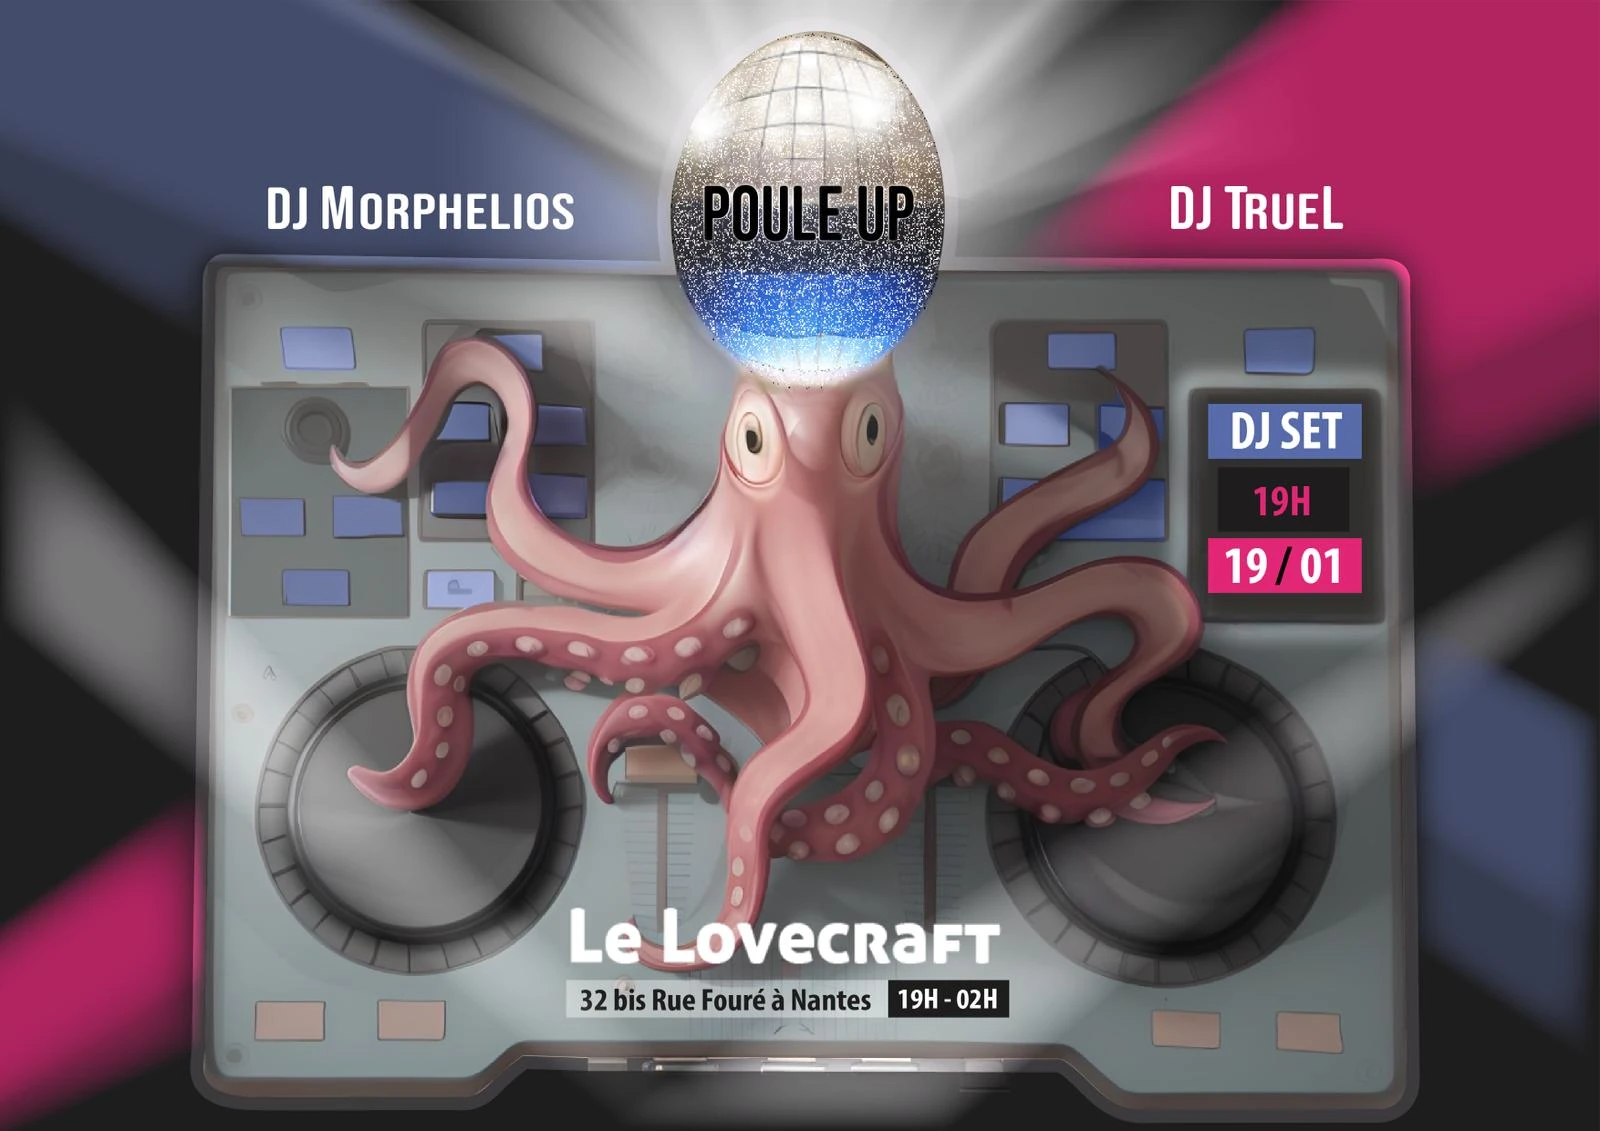 DJ Morphelios
POULE UP
DJ TrueL
DJ SET
19H
19 / 01
Le Lovecraft
32 bis Rue Fouré à Nantes
19H - 02H